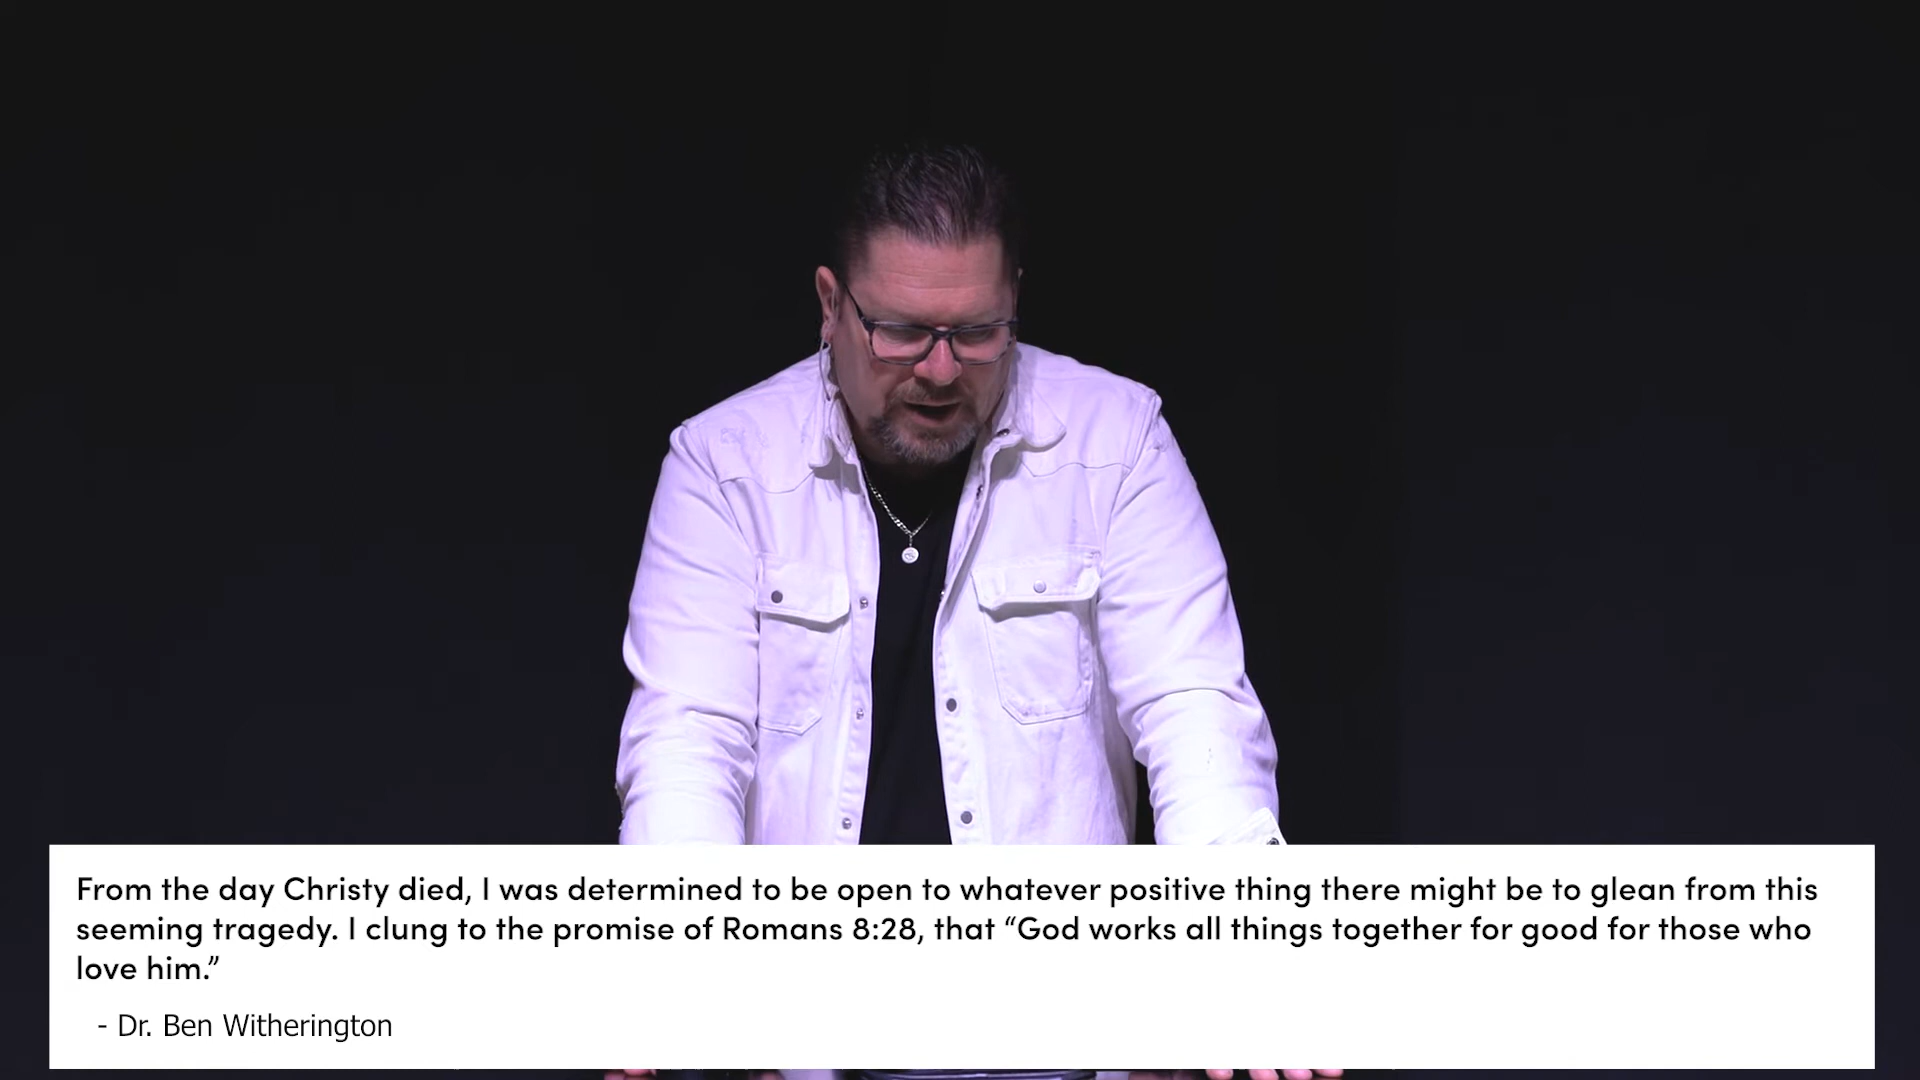 From the day Christy died, I was determined to be open to whatever positive thing there might be to glean from this
seeming tragedy. I clung to the promise of Romans 8:28, that “God works all things together for good for those who
love him.”
- Dr. Ben Witherington